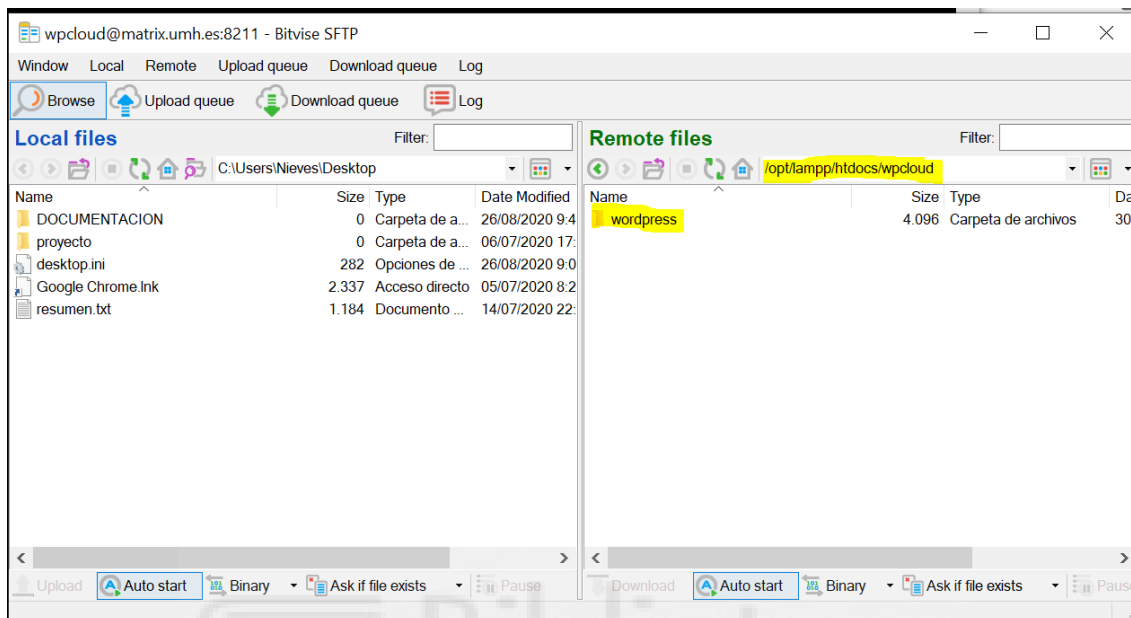 wpcloud@matrix.umh.es:8211 - Bitvise SFTP
Window Local Remote Upload queue Download queue Log
Browse Upload queue Download queue Log
Local files Filter:
C:\Users\Nieves\Desktop
Name Size Type Date Modified
DOCUMENTACION 0 Carpeta de a... 26/08/2020 9:4
proyecto 0 Carpeta de a... 06/07/2020 17:
desktop.ini 282 Opciones de ... 26/08/2020 9:0
Google Chrome.lnk 2.337 Acceso directo 05/07/2020 8:2
resumen.txt 1.184 Documento ... 14/07/2020 22:
Upload Auto start Binary Ask if file exists Pause
Remote files Filter:
/opt/lampp/htdocs/wpcloud
Name Size Type Da
wordpress 4.096 Carpeta de archivos 30
Download Auto start Binary Ask if file exists Paus